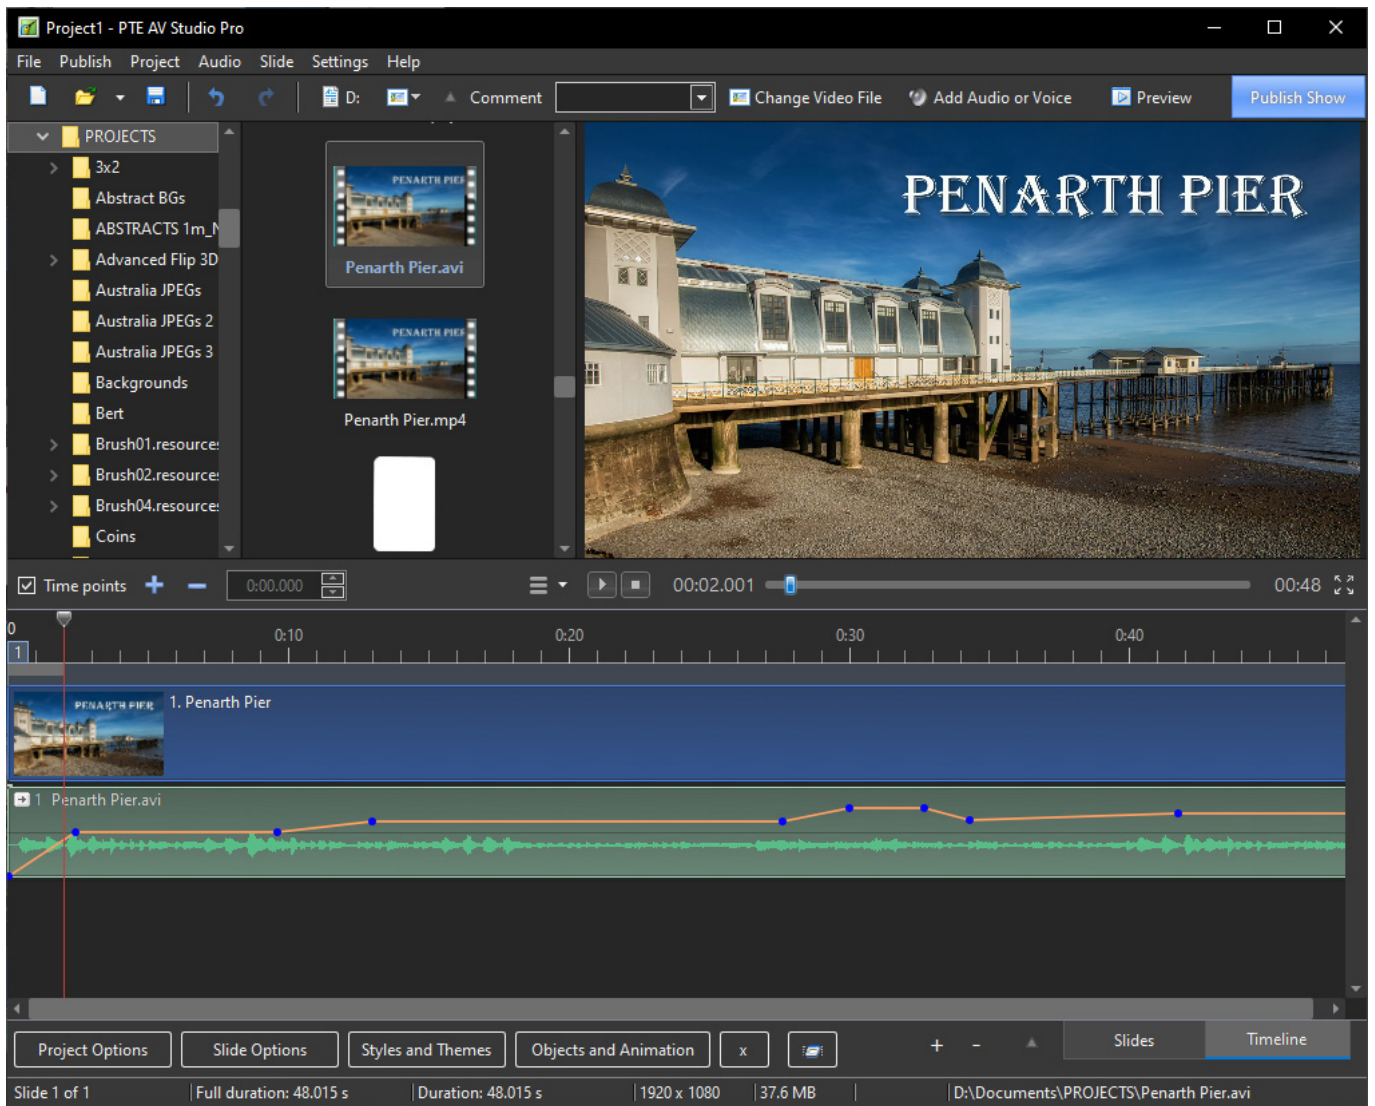 Project1 - PTE AV Studio Pro
File Publish Project Audio Slide Settings Help
D: Comment Change Video File Add Audio or Voice Preview Publish Show
PROJECTS
3x2
Abstract BGs
ABSTRACTS 1m_N
Advanced Flip 3D
Australia JPEGs
Australia JPEGs 2
Australia JPEGs 3
Backgrounds
Bert
Brush01.resource
Brush02.resource
Brush04.resource
Coins
PENARTH PIER
Penarth Pier.avi
PENARTH PIER
Penarth Pier.mp4
PENARTH PIER
Time points 0:00.000 00:02.001 00:48
0 0:10 0:20 0:30 0:40
1
PENARTH PIER 1. Penarth Pier
1 Penarth Pier.avi
Project Options Slide Options Styles and Themes Objects and Animation x + - Slides Timeline
Slide 1 of 1 Full duration: 48.015 s Duration: 48.015 s 1920 x 1080 37.6 MB D:\Documents\PROJECTS\Penarth Pier.avi